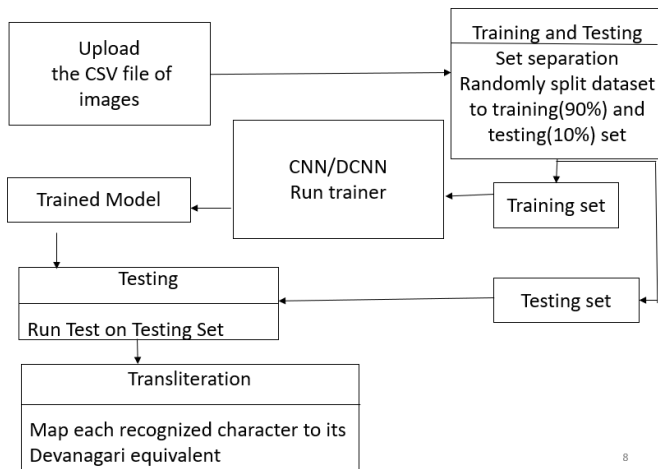 Upload
the CSV file of
images
Training and Testing
Set separation
Randomly split dataset
to training(90%) and
testing(10%) set
CNN/DCNN
Run trainer
Trained Model
Training set
Testing
Run Test on Testing Set
Testing set
Transliteration
Map each recognized character to its
Devanagari equivalent
8